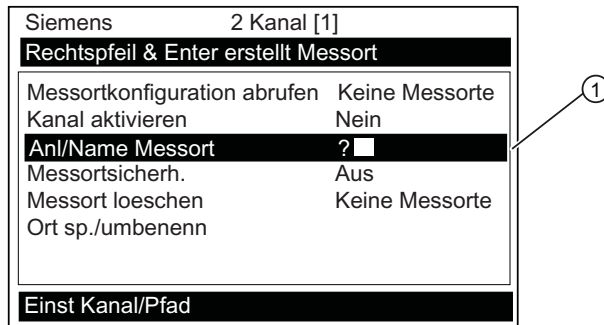 Siemens 2 Kanal [1]
Rechtspfeil & Enter erstellt Messort
Messortkonfiguration abrufen Keine Messorte
Kanal aktivieren Nein
Anl/Name Messort ?
Messortsicherh. Aus
Messort loeschen Keine Messorte
Ort sp./umbenenn
Einst Kanal/Pfad
1